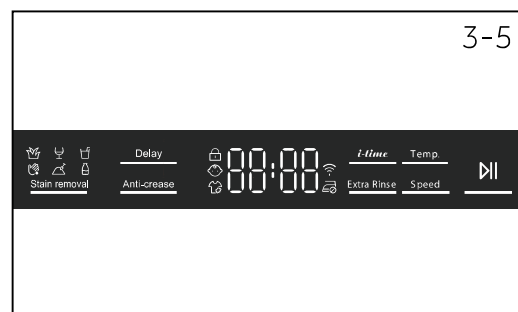 3-5
Delay
88:88
i-time Temp.
Stain removal Anti-crease Extra Rinse Speed